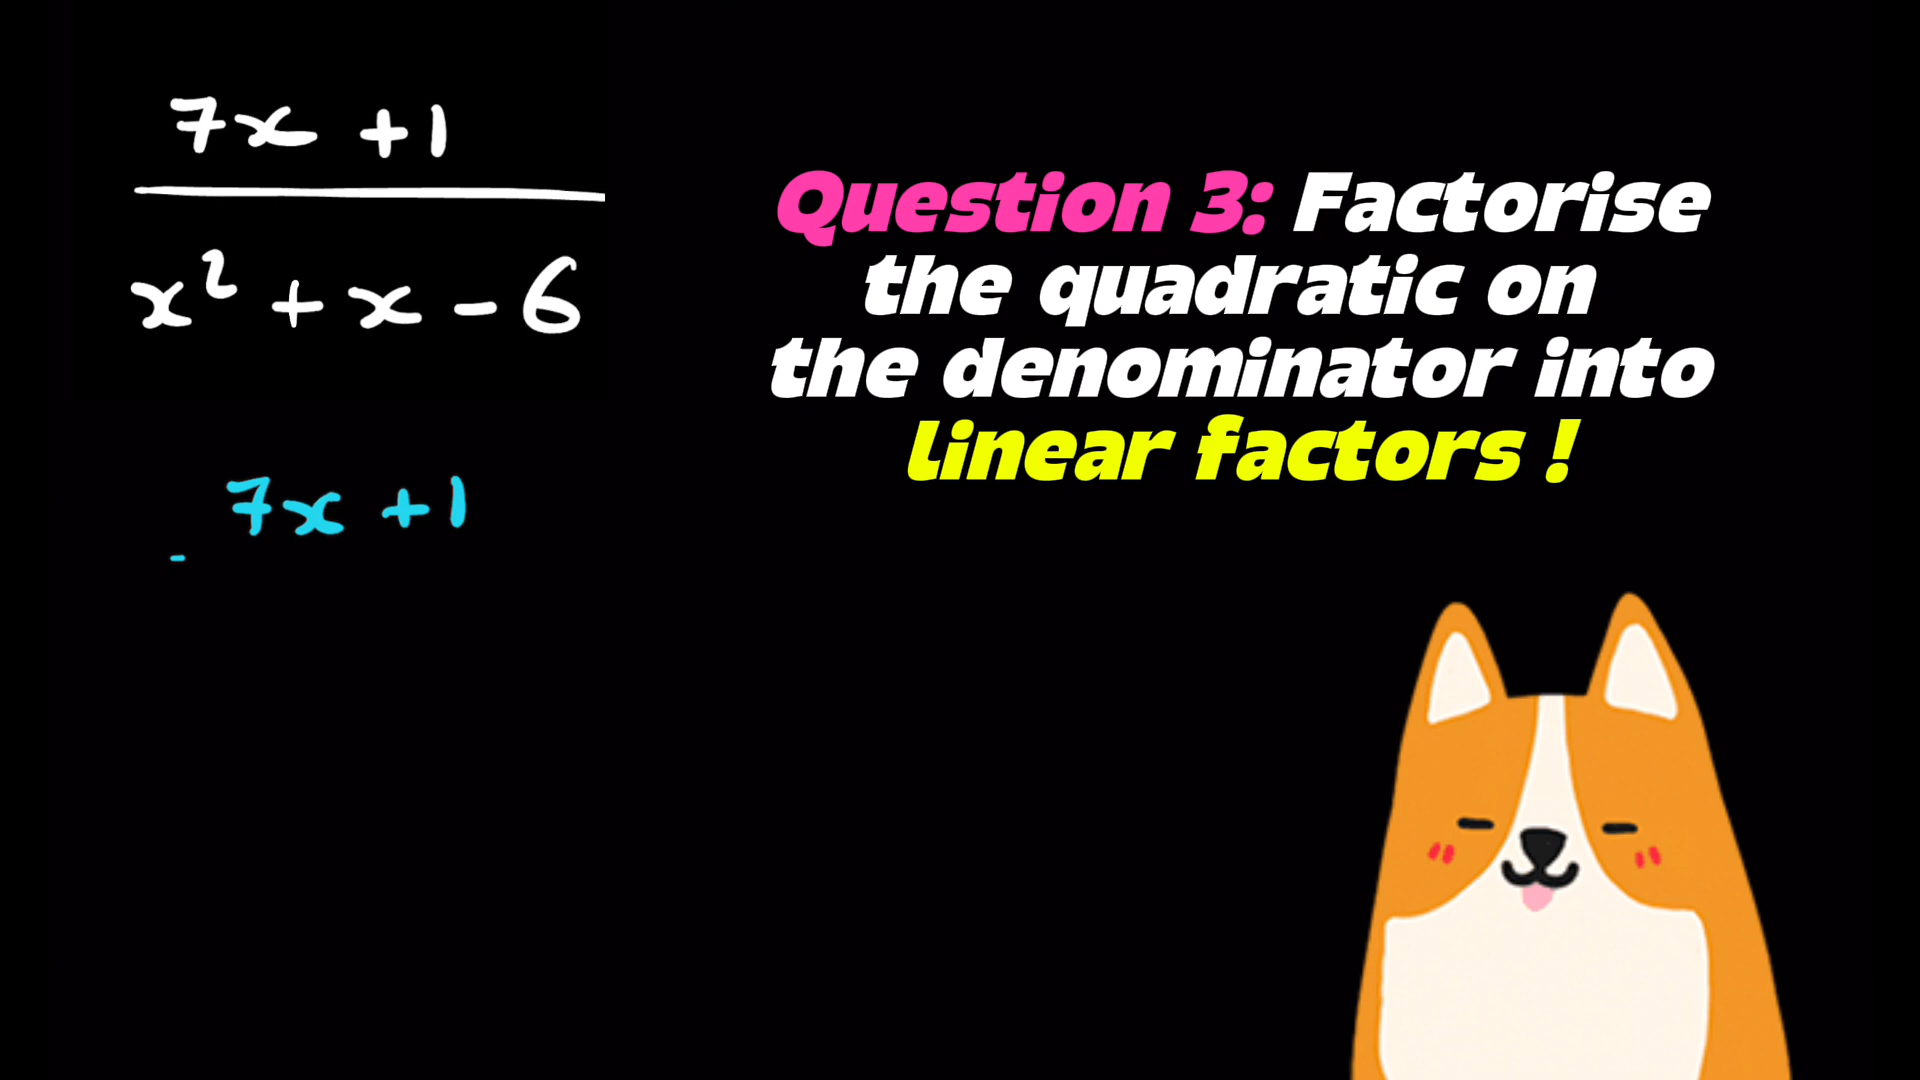 7x + 1
x² + x - 6
Question 3: Factorise
the quadratic on
the denominator into
linear factors !
7x + 1
-